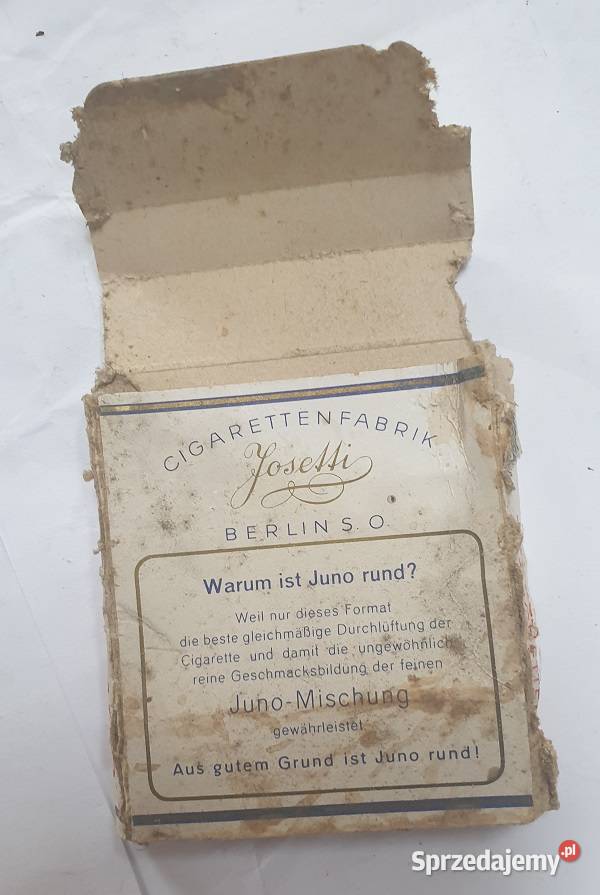 CIGARETTENFABRIK
Josetti
BERLIN S. O.
Warum ist Juno rund?
Weil nur dieses Format
die beste gleichmäßige Durchlüftung der
Cigarette und damit die ungewöhnlich
reine Geschmacksbildung der feinen
Juno-Mischung
gewährleistet
Aus gutem Grund ist Juno rund!
Sprzedajemy.pl